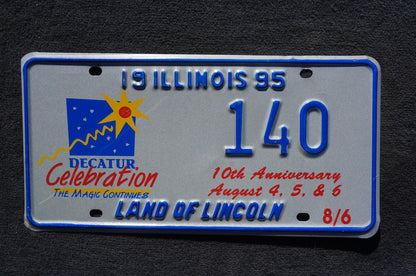 19 ILLINOIS 95
140
DECATUR,
Celebration
THE MAGIC CONTINUES
10th Anniversary
August 4, 5, & 6
LAND OF LINCOLN
8/6